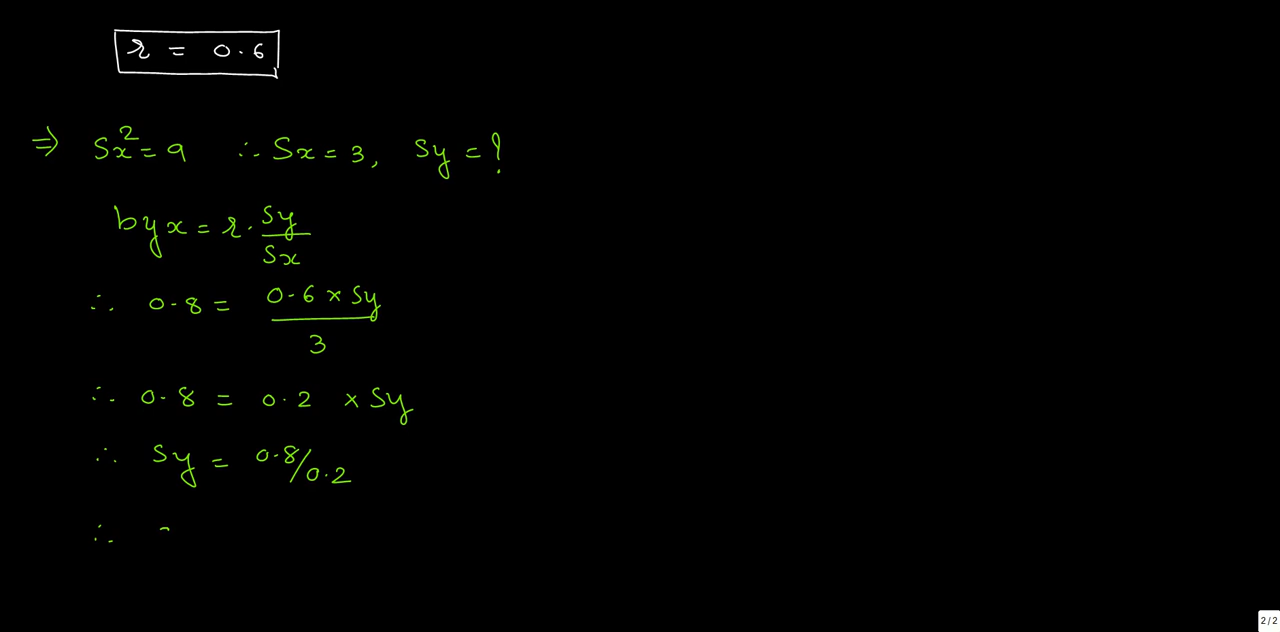 r = 0.6
⇒ Sx² = 9 ∴ Sx = 3, Sy = ?
byx = r · Sy/Sx
∴ 0.8 = 0.6 × Sy / 3
∴ 0.8 = 0.2 × Sy
∴ Sy = 0.8/0.2
∴
2/2